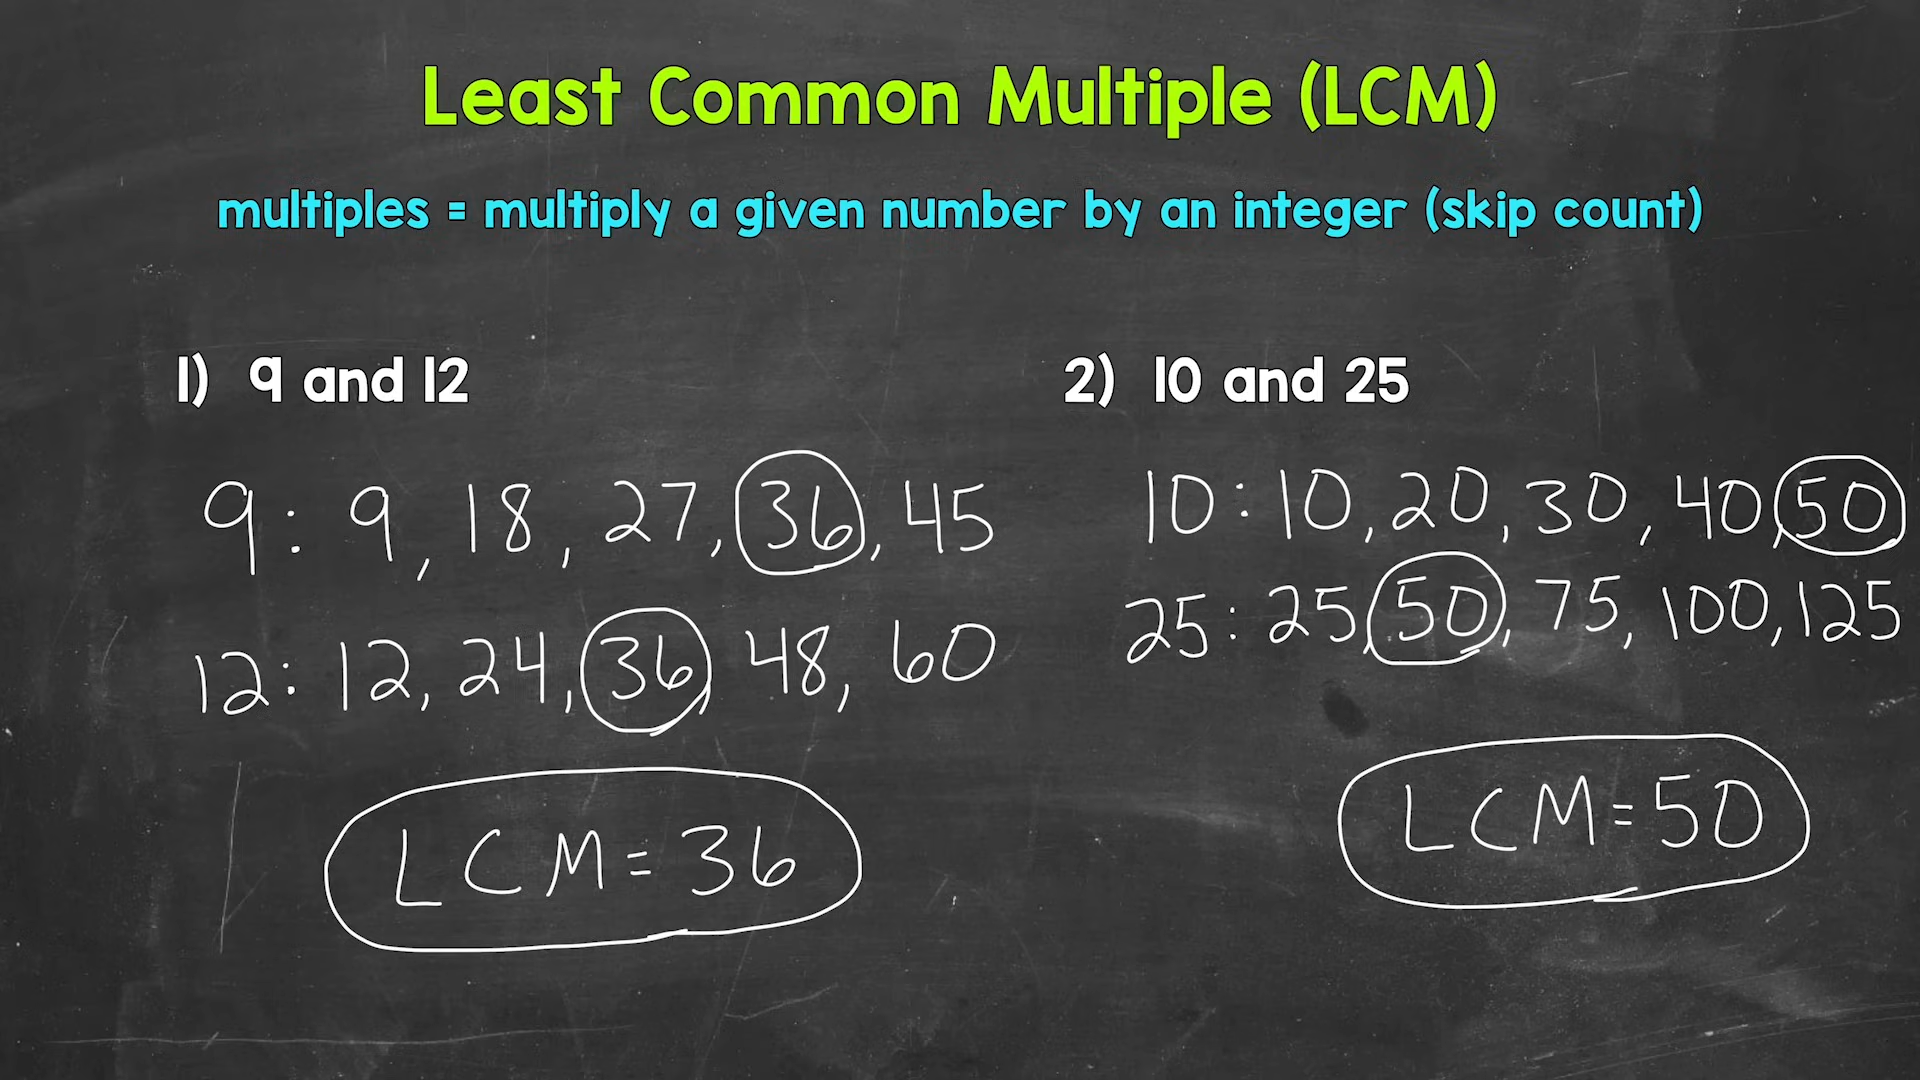 Least Common Multiple (LCM)
multiples = multiply a given number by an integer (skip count)
1) 9 and 12
9: 9, 18, 27, 36, 45
12: 12, 24, 36, 48, 60
LCM=36
2) 10 and 25
10: 10, 20, 30, 40, 50
25: 25, 50, 75, 100, 125
LCM=50